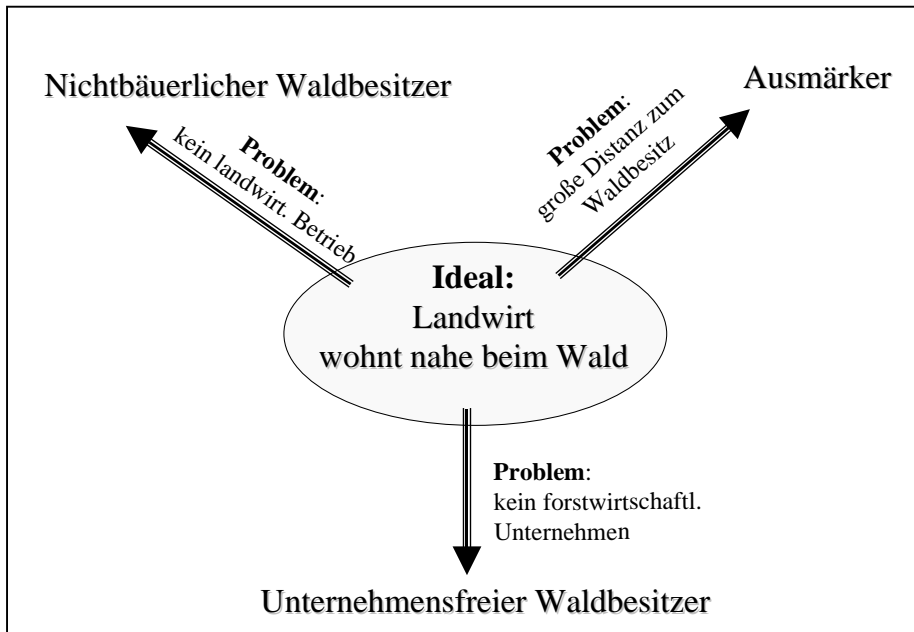 Nichtbäuerlicher Waldbesitzer
Ausmärker
Problem:
kein landwirt. Betrieb
Problem:
große Distanz zum
Waldbesitz
Ideal:
Landwirt
wohnt nahe beim Wald
Problem:
kein forstwirtschaftl.
Unternehmen
Unternehmensfreier Waldbesitzer